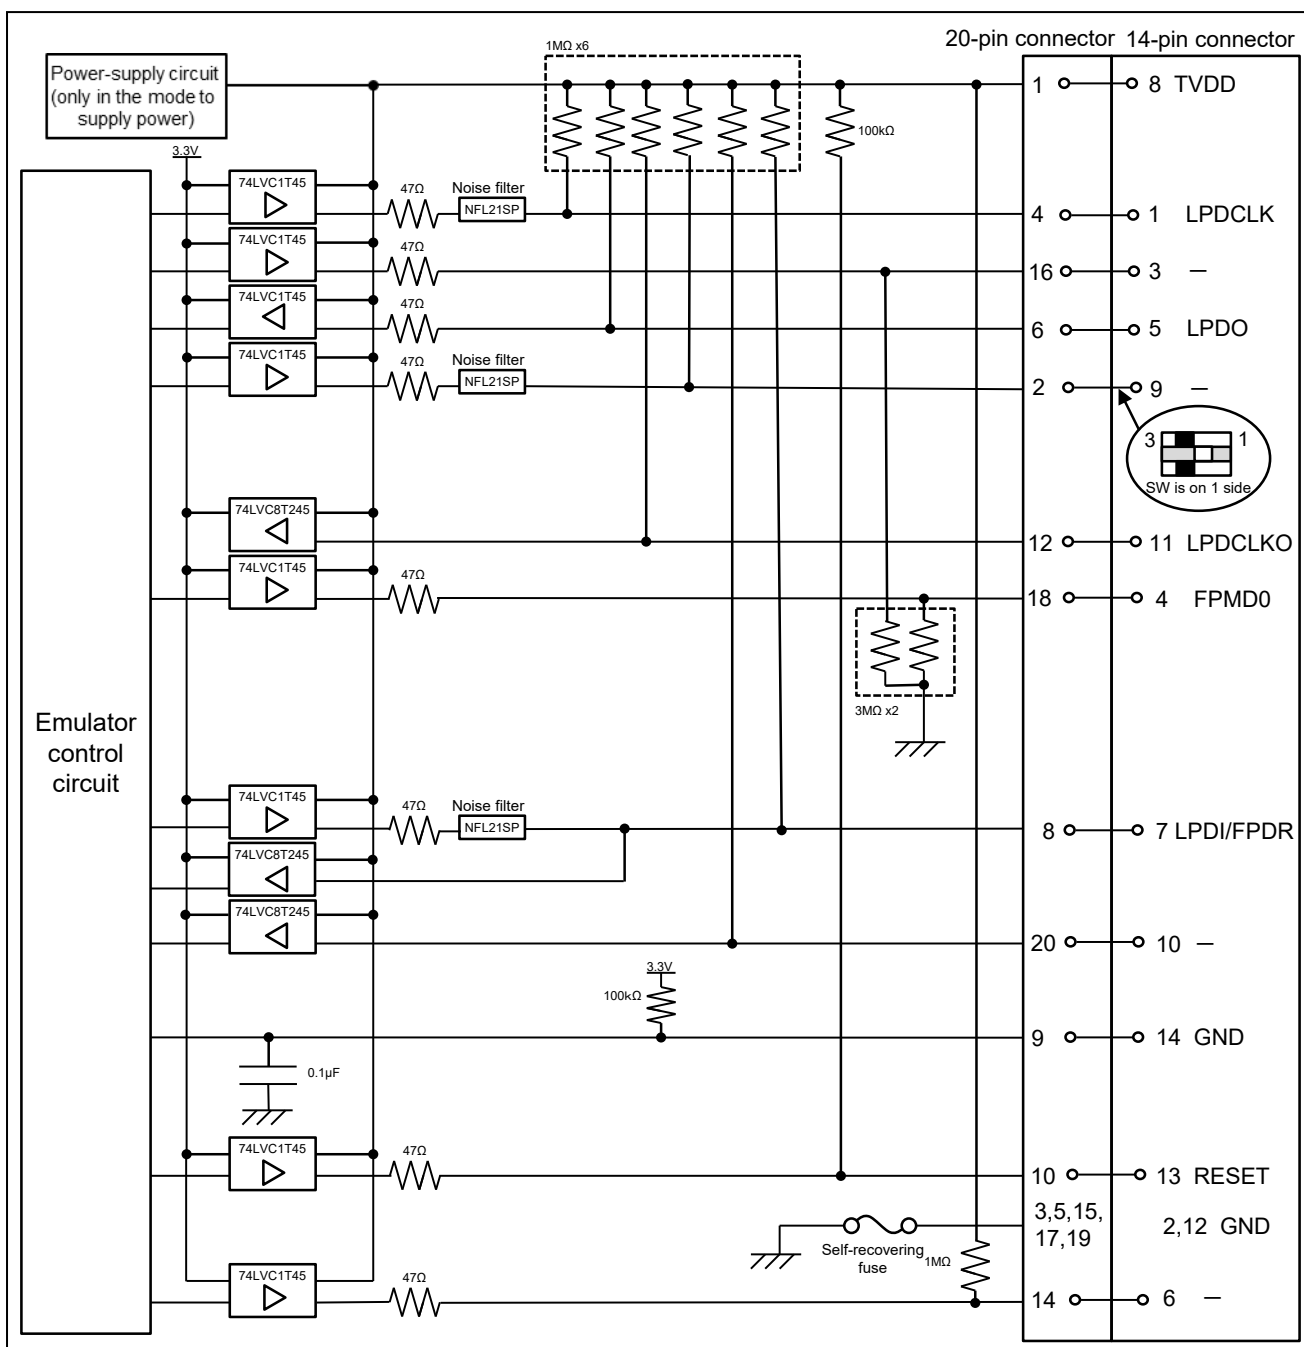 20-pin connector 14-pin connector
1MΩ x6
Power-supply circuit
(only in the mode to
supply power)
1 8 TVDD
100kΩ
3.3V
74LVC1T45
47Ω
Noise filter
NFL21SP
4 1 LPDCLK
74LVC1T45
47Ω
16 3 —
74LVC1T45
47Ω
6 5 LPDO
74LVC1T45
47Ω
Noise filter
NFL21SP
2 9 —
3 1
SW is on 1 side
74LVC8T245
12 11 LPDCLKO
74LVC1T45
47Ω
18 4 FPMD0
3MΩ x2
Emulator
control
circuit
74LVC1T45
47Ω
Noise filter
NFL21SP
8 7 LPDI/FPDR
74LVC8T245
74LVC8T245
20 10 —
3.3V
100kΩ
9 14 GND
0.1µF
74LVC1T45
47Ω
10 13 RESET
3,5,15,
17,19
2,12 GND
Self-recovering
fuse
1MΩ
74LVC1T45
47Ω
14 6 —